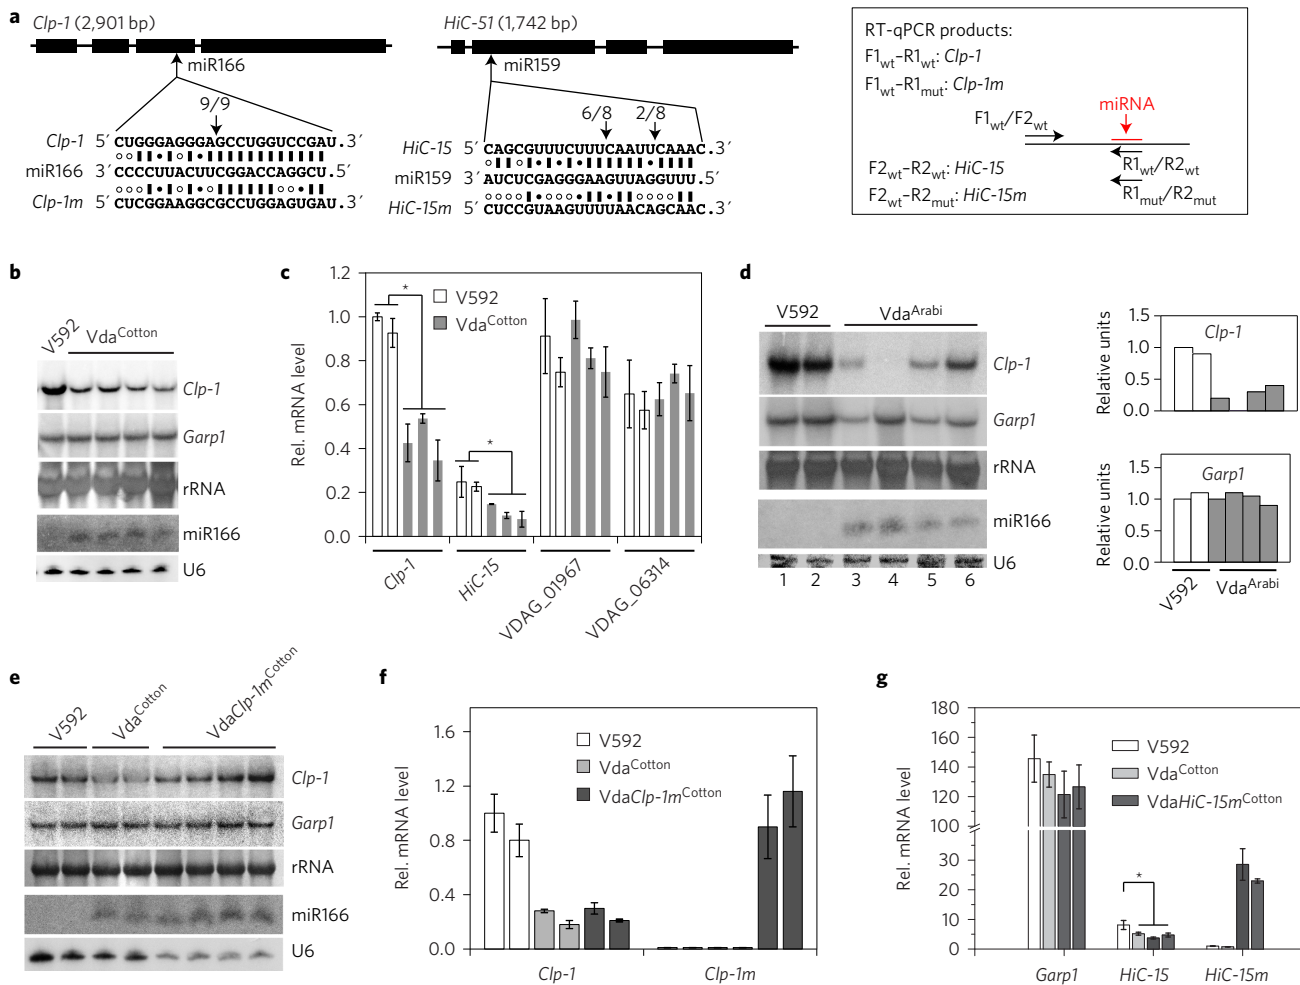 a
Clp-1 (2,901 bp)
miR166
9/9
Clp-1 5′ CUGGGAGGGAGCCUGGUCCGAU.3′
miR166 3′ CCCCUUACUUCGGACCAGGCU.5′
Clp-1m 5′ CUCGGAAGGCGCCUGGAGUGAU.3′
HiC-51 (1,742 bp)
miR159
6/8 2/8
HiC-15 5′ CAGCGUUUCUUUCAAUUCAAAC.3′
miR159 3′ AUCUCGAGGGAAGUUAGGUUU.5′
HiC-15m 5′ CUCCGUAAGUUUUAACAGCAAC.3′
RT-qPCR products:
F1wt–R1wt: Clp-1
F1wt–R1mut: Clp-1m
miRNA
F1wt/F2wt
R1wt/R2wt
F2wt–R2wt: HiC-15
R1mut/R2mut
F2wt–R2mut: HiC-15m
b
V592 VdaCotton
Clp-1
Garp1
rRNA
miR166
U6
c
Rel. mRNA level
1.2
1.0
0.8
0.6
0.4
0.2
0.0
V592
VdaCotton
*
*
Clp-1 HiC-15 VDAG_01967 VDAG_06314
d
V592 VdaArabi
Clp-1
Garp1
rRNA
miR166
U6
1 2 3 4 5 6
Relative units
1.5
1.0
0.5
0.0
Clp-1
Relative units
1.5
1.0
0.5
0.0
Garp1
V592 VdaArabi
e
V592 VdaCotton VdaClp-1mCotton
Clp-1
Garp1
rRNA
miR166
U6
f
Rel. mRNA level
1.6
1.2
0.8
0.4
0.0
V592
VdaCotton
VdaClp-1mCotton
Clp-1 Clp-1m
g
Rel. mRNA level
180
160
140
120
100
30
20
10
0
V592
VdaCotton
VdaHiC-15mCotton
*
Garp1 HiC-15 HiC-15m